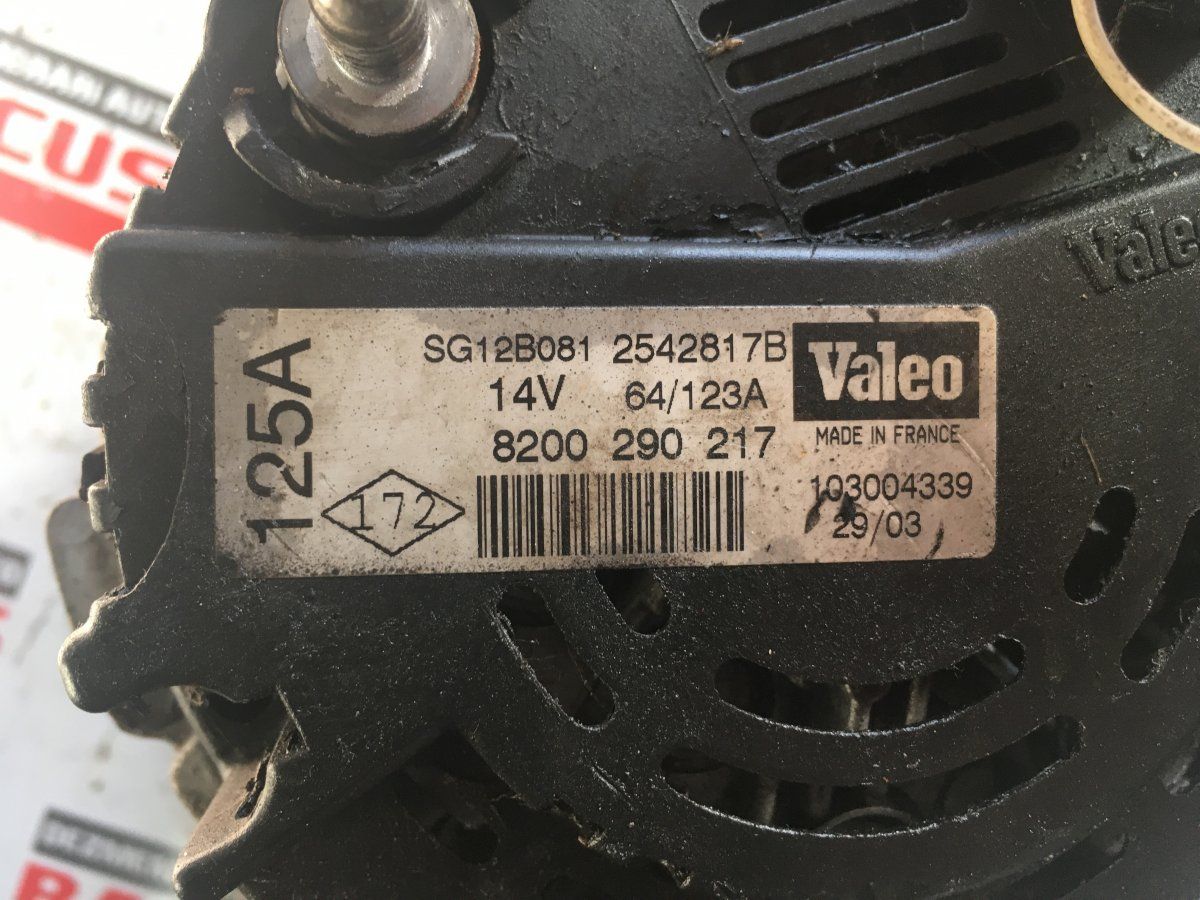 125A
SG12B081 2542817B
14V 64/123A
8200 290 217
172
Valeo
MADE IN FRANCE
103004339
29/03
Valeo
CUS